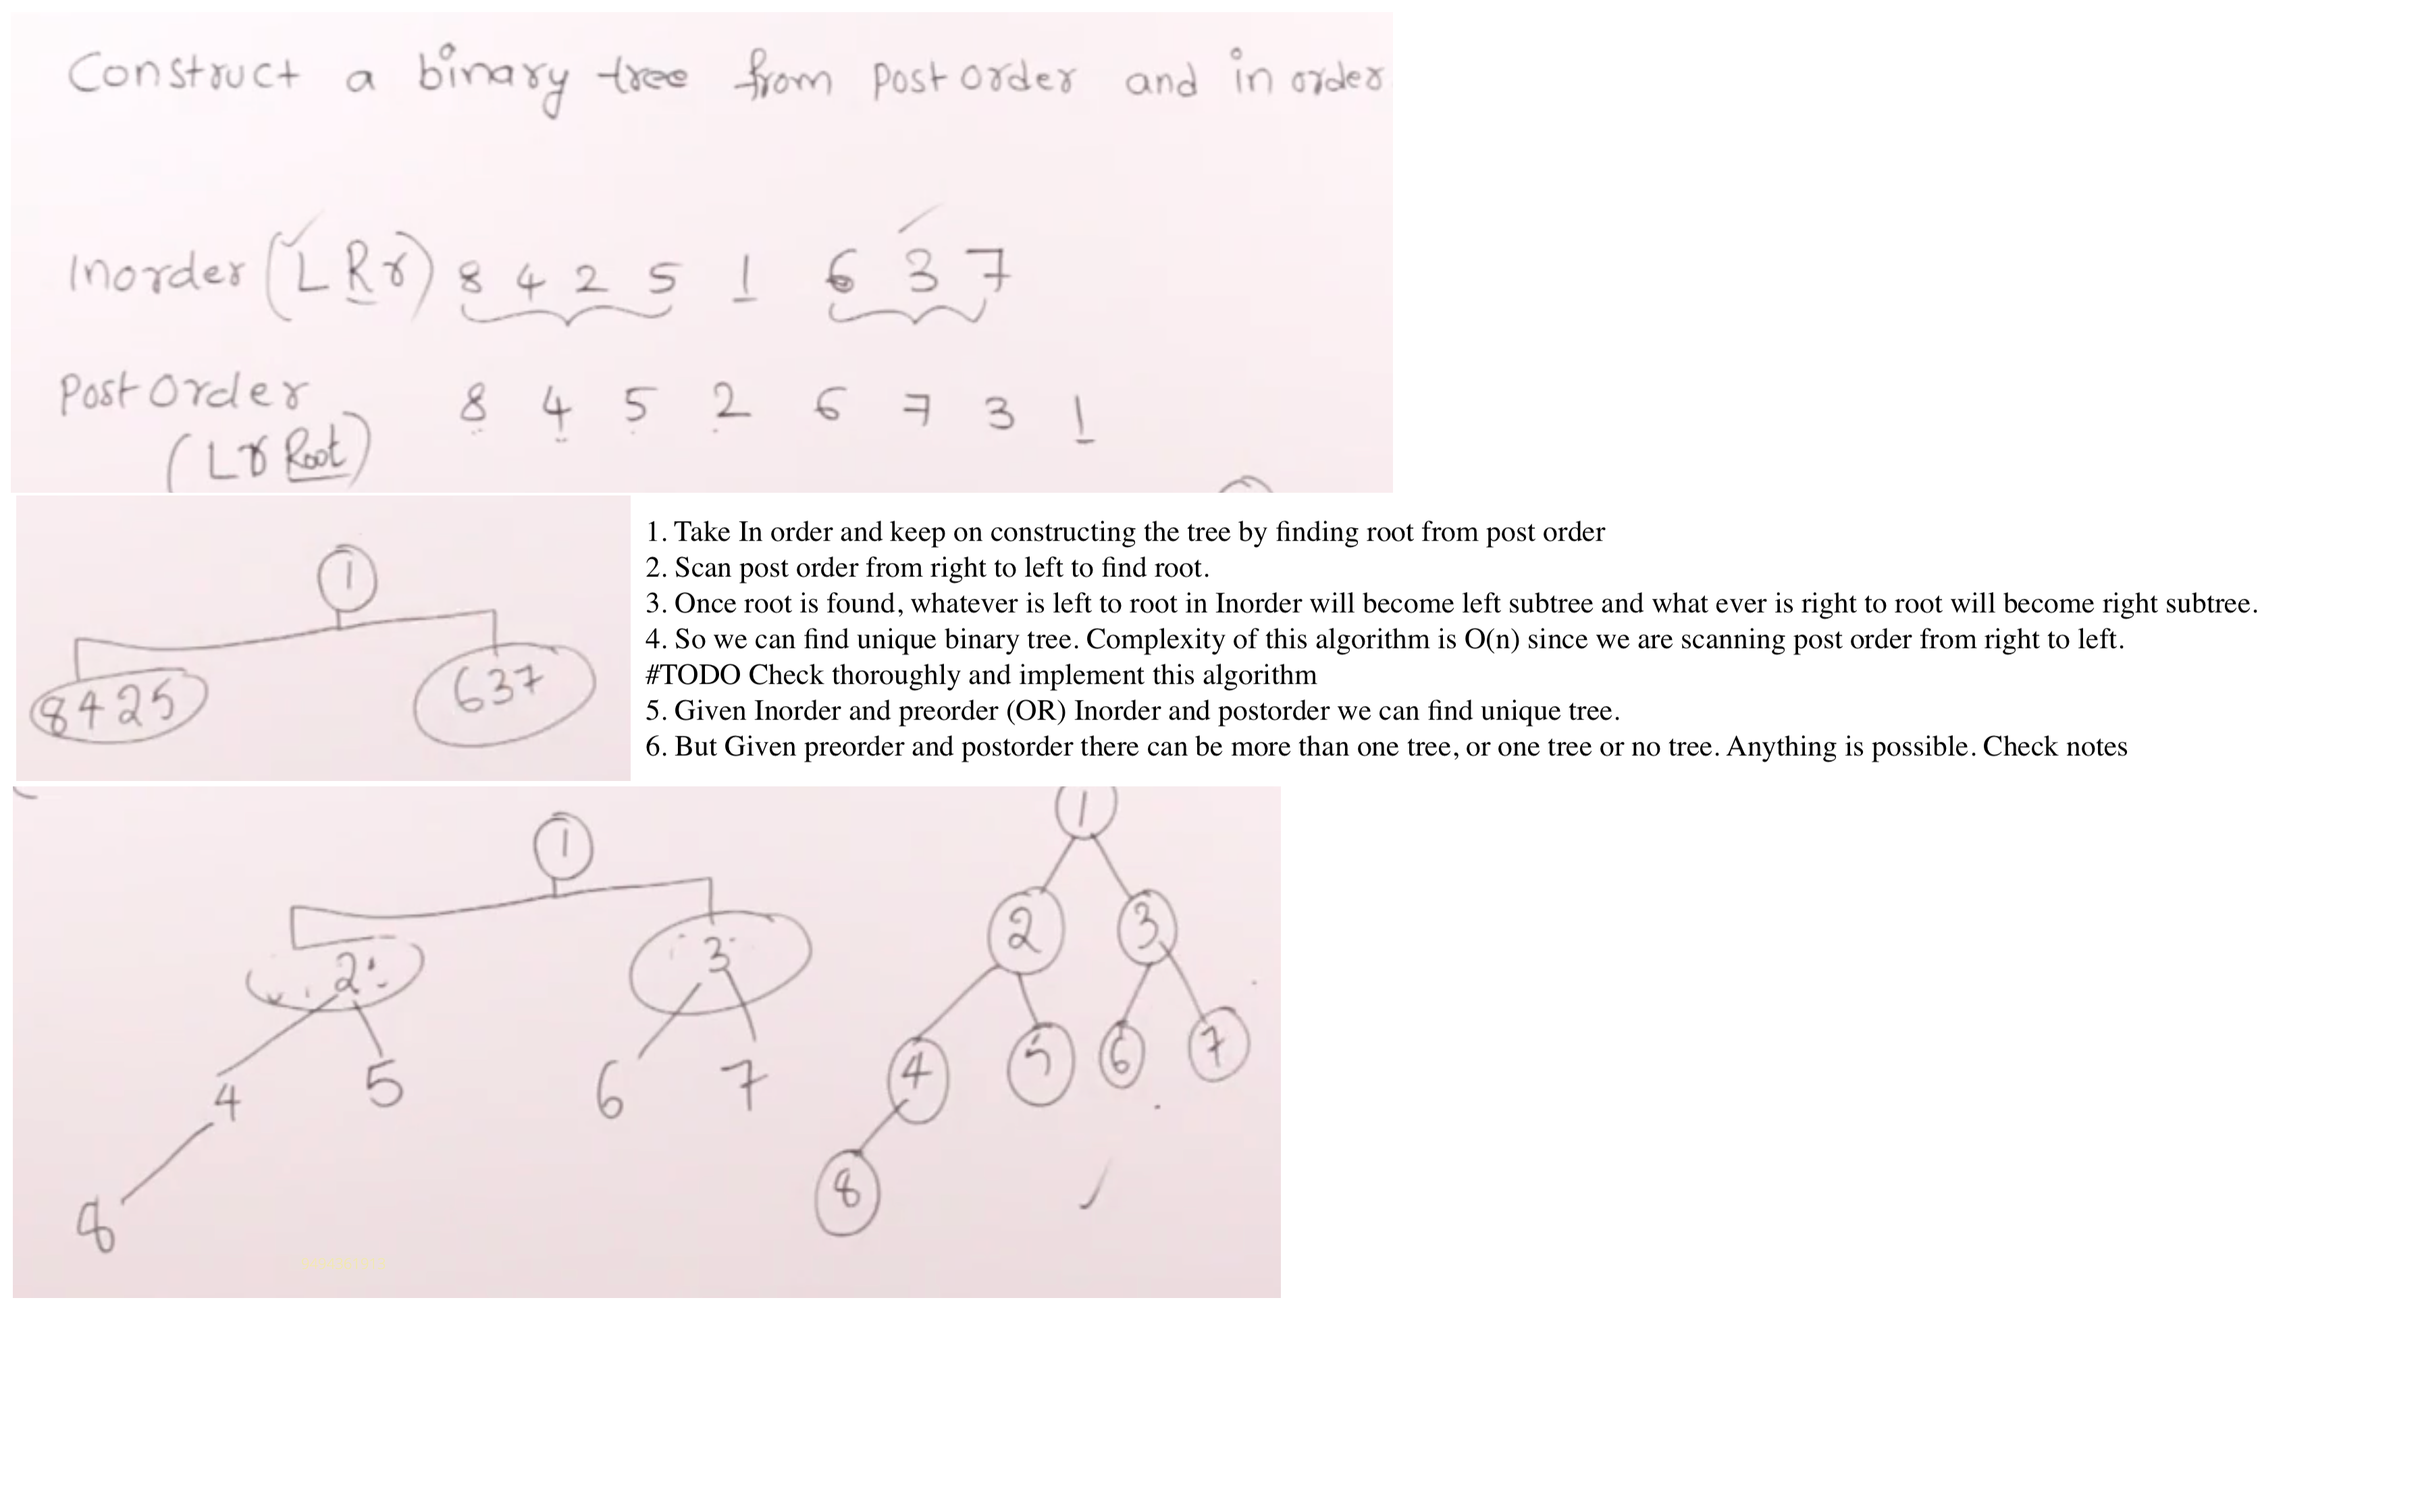 Construct a binary tree from Post order and in order
Inorder (L R r) 8 4 2 5 1 6 3 7
Post Order 8 4 5 2 6 7 3 1
(L r Root)
1
8425
637
1. Take In order and keep on constructing the tree by finding root from post order
2. Scan post order from right to left to find root.
3. Once root is found, whatever is left to root in Inorder will become left subtree and what ever is right to root will become right subtree.
4. So we can find unique binary tree. Complexity of this algorithm is O(n) since we are scanning post order from right to left.
#TODO Check thoroughly and implement this algorithm
5. Given Inorder and preorder (OR) Inorder and postorder we can find unique tree.
6. But Given preorder and postorder there can be more than one tree, or one tree or no tree. Anything is possible. Check notes
1
2 3
4 5 6 7
8
1
2 3
4 5 6 7
8